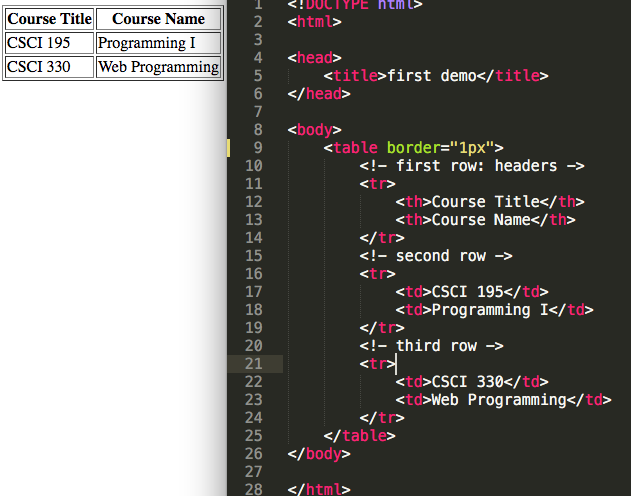 Course Title Course Name
CSCI 195 Programming I
CSCI 330 Web Programming
1 <!DOCTYPE html>
2 <html>
3
4 <head>
5 <title>first demo</title>
6 </head>
7
8 <body>
9 <table border="1px">
10 <!– first row: headers –>
11 <tr>
12 <th>Course Title</th>
13 <th>Course Name</th>
14 </tr>
15 <!– second row –>
16 <tr>
17 <td>CSCI 195</td>
18 <td>Programming I</td>
19 </tr>
20 <!– third row –>
21 <tr>
22 <td>CSCI 330</td>
23 <td>Web Programming</td>
24 </tr>
25 </table>
26 </body>
27
28 </html>